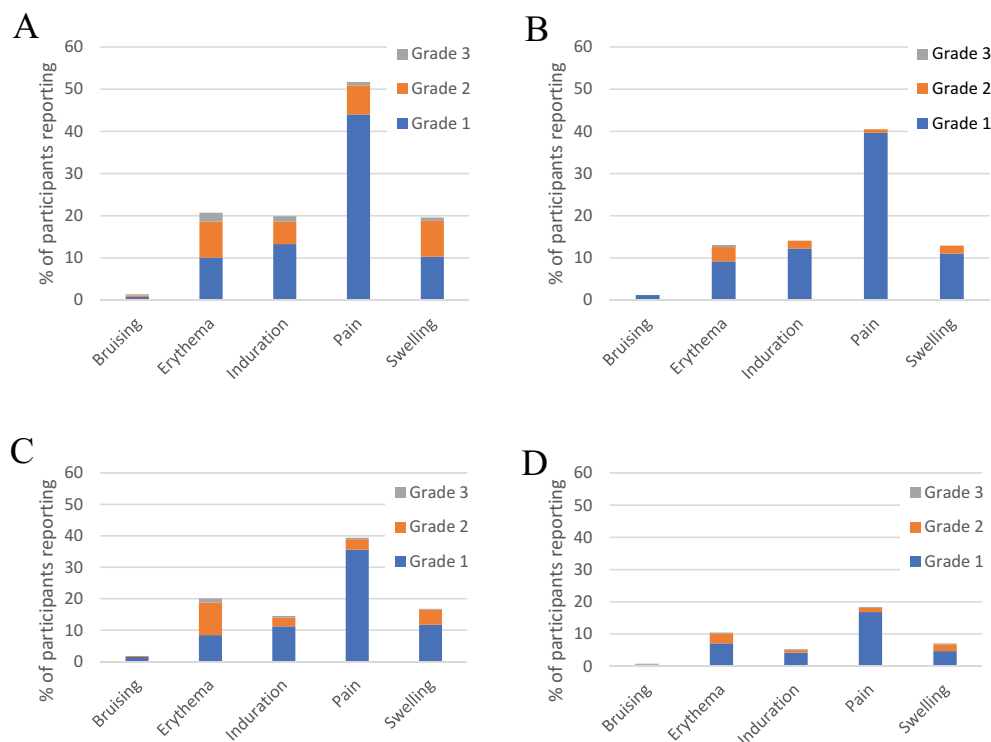 A
% of participants reporting
60
50
40
30
20
10
0
Grade 3
Grade 2
Grade 1
Bruising
Erythema
Induration
Pain
Swelling
B
% of participants reporting
60
50
40
30
20
10
0
Grade 3
Grade 2
Grade 1
Bruising
Erythema
Induration
Pain
Swelling
C
% of participants reporting
60
50
40
30
20
10
0
Grade 3
Grade 2
Grade 1
Bruising
Erythema
Induration
Pain
Swelling
D
% of participants reporting
60
50
40
30
20
10
0
Grade 3
Grade 2
Grade 1
Bruising
Erythema
Induration
Pain
Swelling